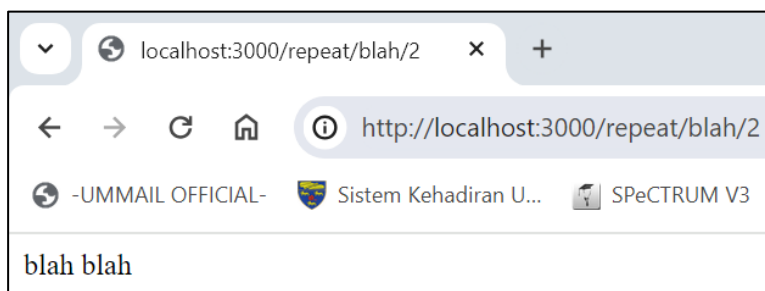 localhost:3000/repeat/blah/2
http://localhost:3000/repeat/blah/2
-UMMAIL OFFICIAL- Sistem Kehadiran U... SPeCTRUM V3
blah blah